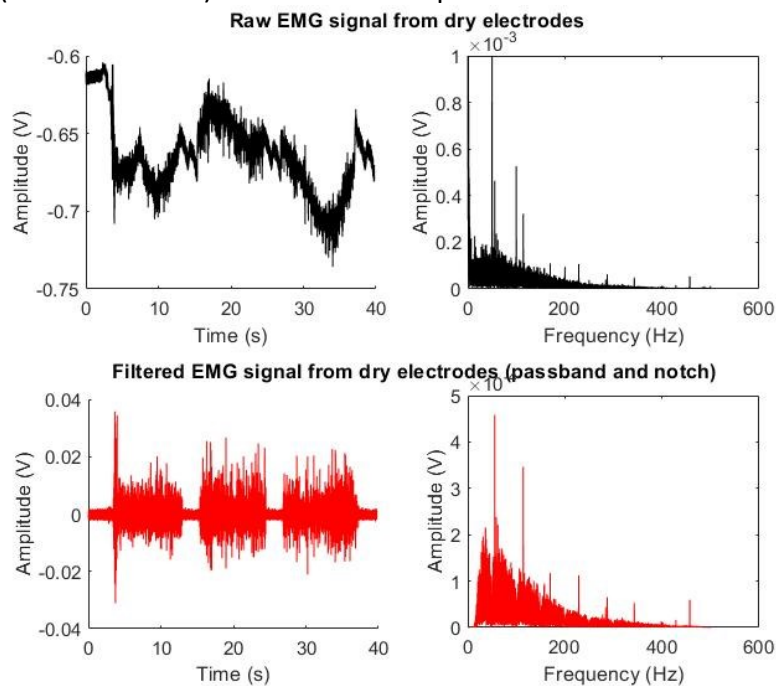 Raw EMG signal from dry electrodes
-0.6
-0.65
-0.7
-0.75
Amplitude (V)
0 10 20 30 40
Time (s)
×10⁻³
1
0.8
0.6
0.4
0.2
0
Amplitude (V)
0 200 400 600
Frequency (Hz)
Filtered EMG signal from dry electrodes (passband and notch)
0.04
0.02
0
-0.02
-0.04
Amplitude (V)
0 10 20 30 40
Time (s)
5
4
3
2
1
0
Amplitude (V)
0 200 400 600
Frequency (Hz)